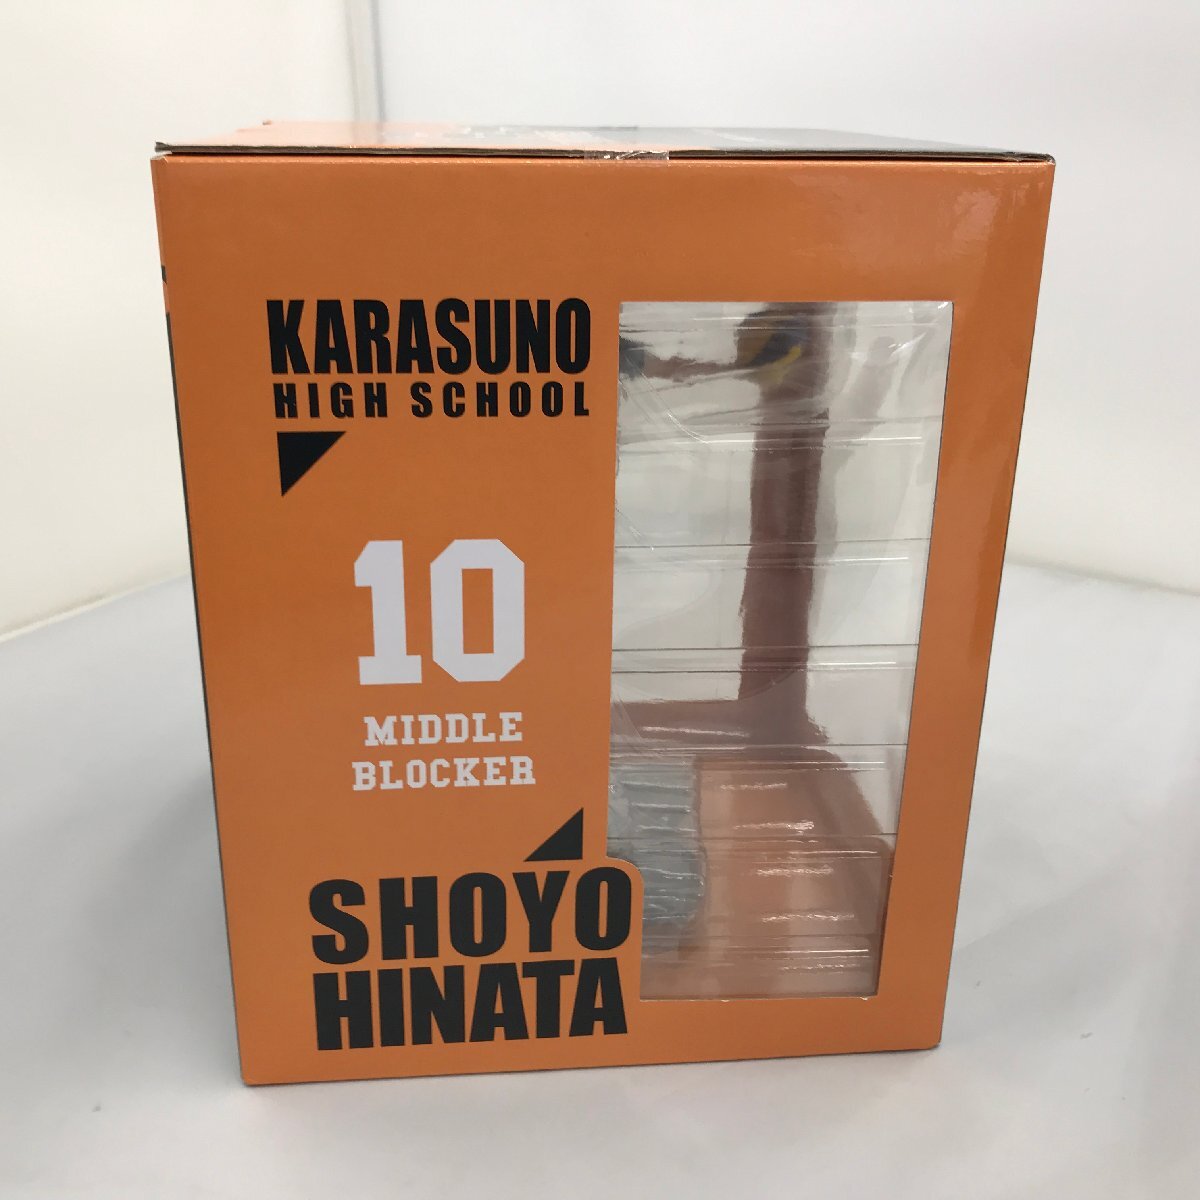 KARASUNO
HIGH SCHOOL
10
MIDDLE
BLOCKER
SHOYO
HINATA